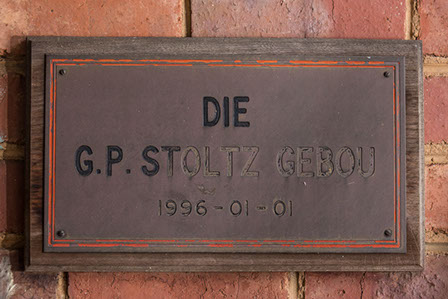 DIE
G.P. STOLTZ GEBOU
1996-01-01